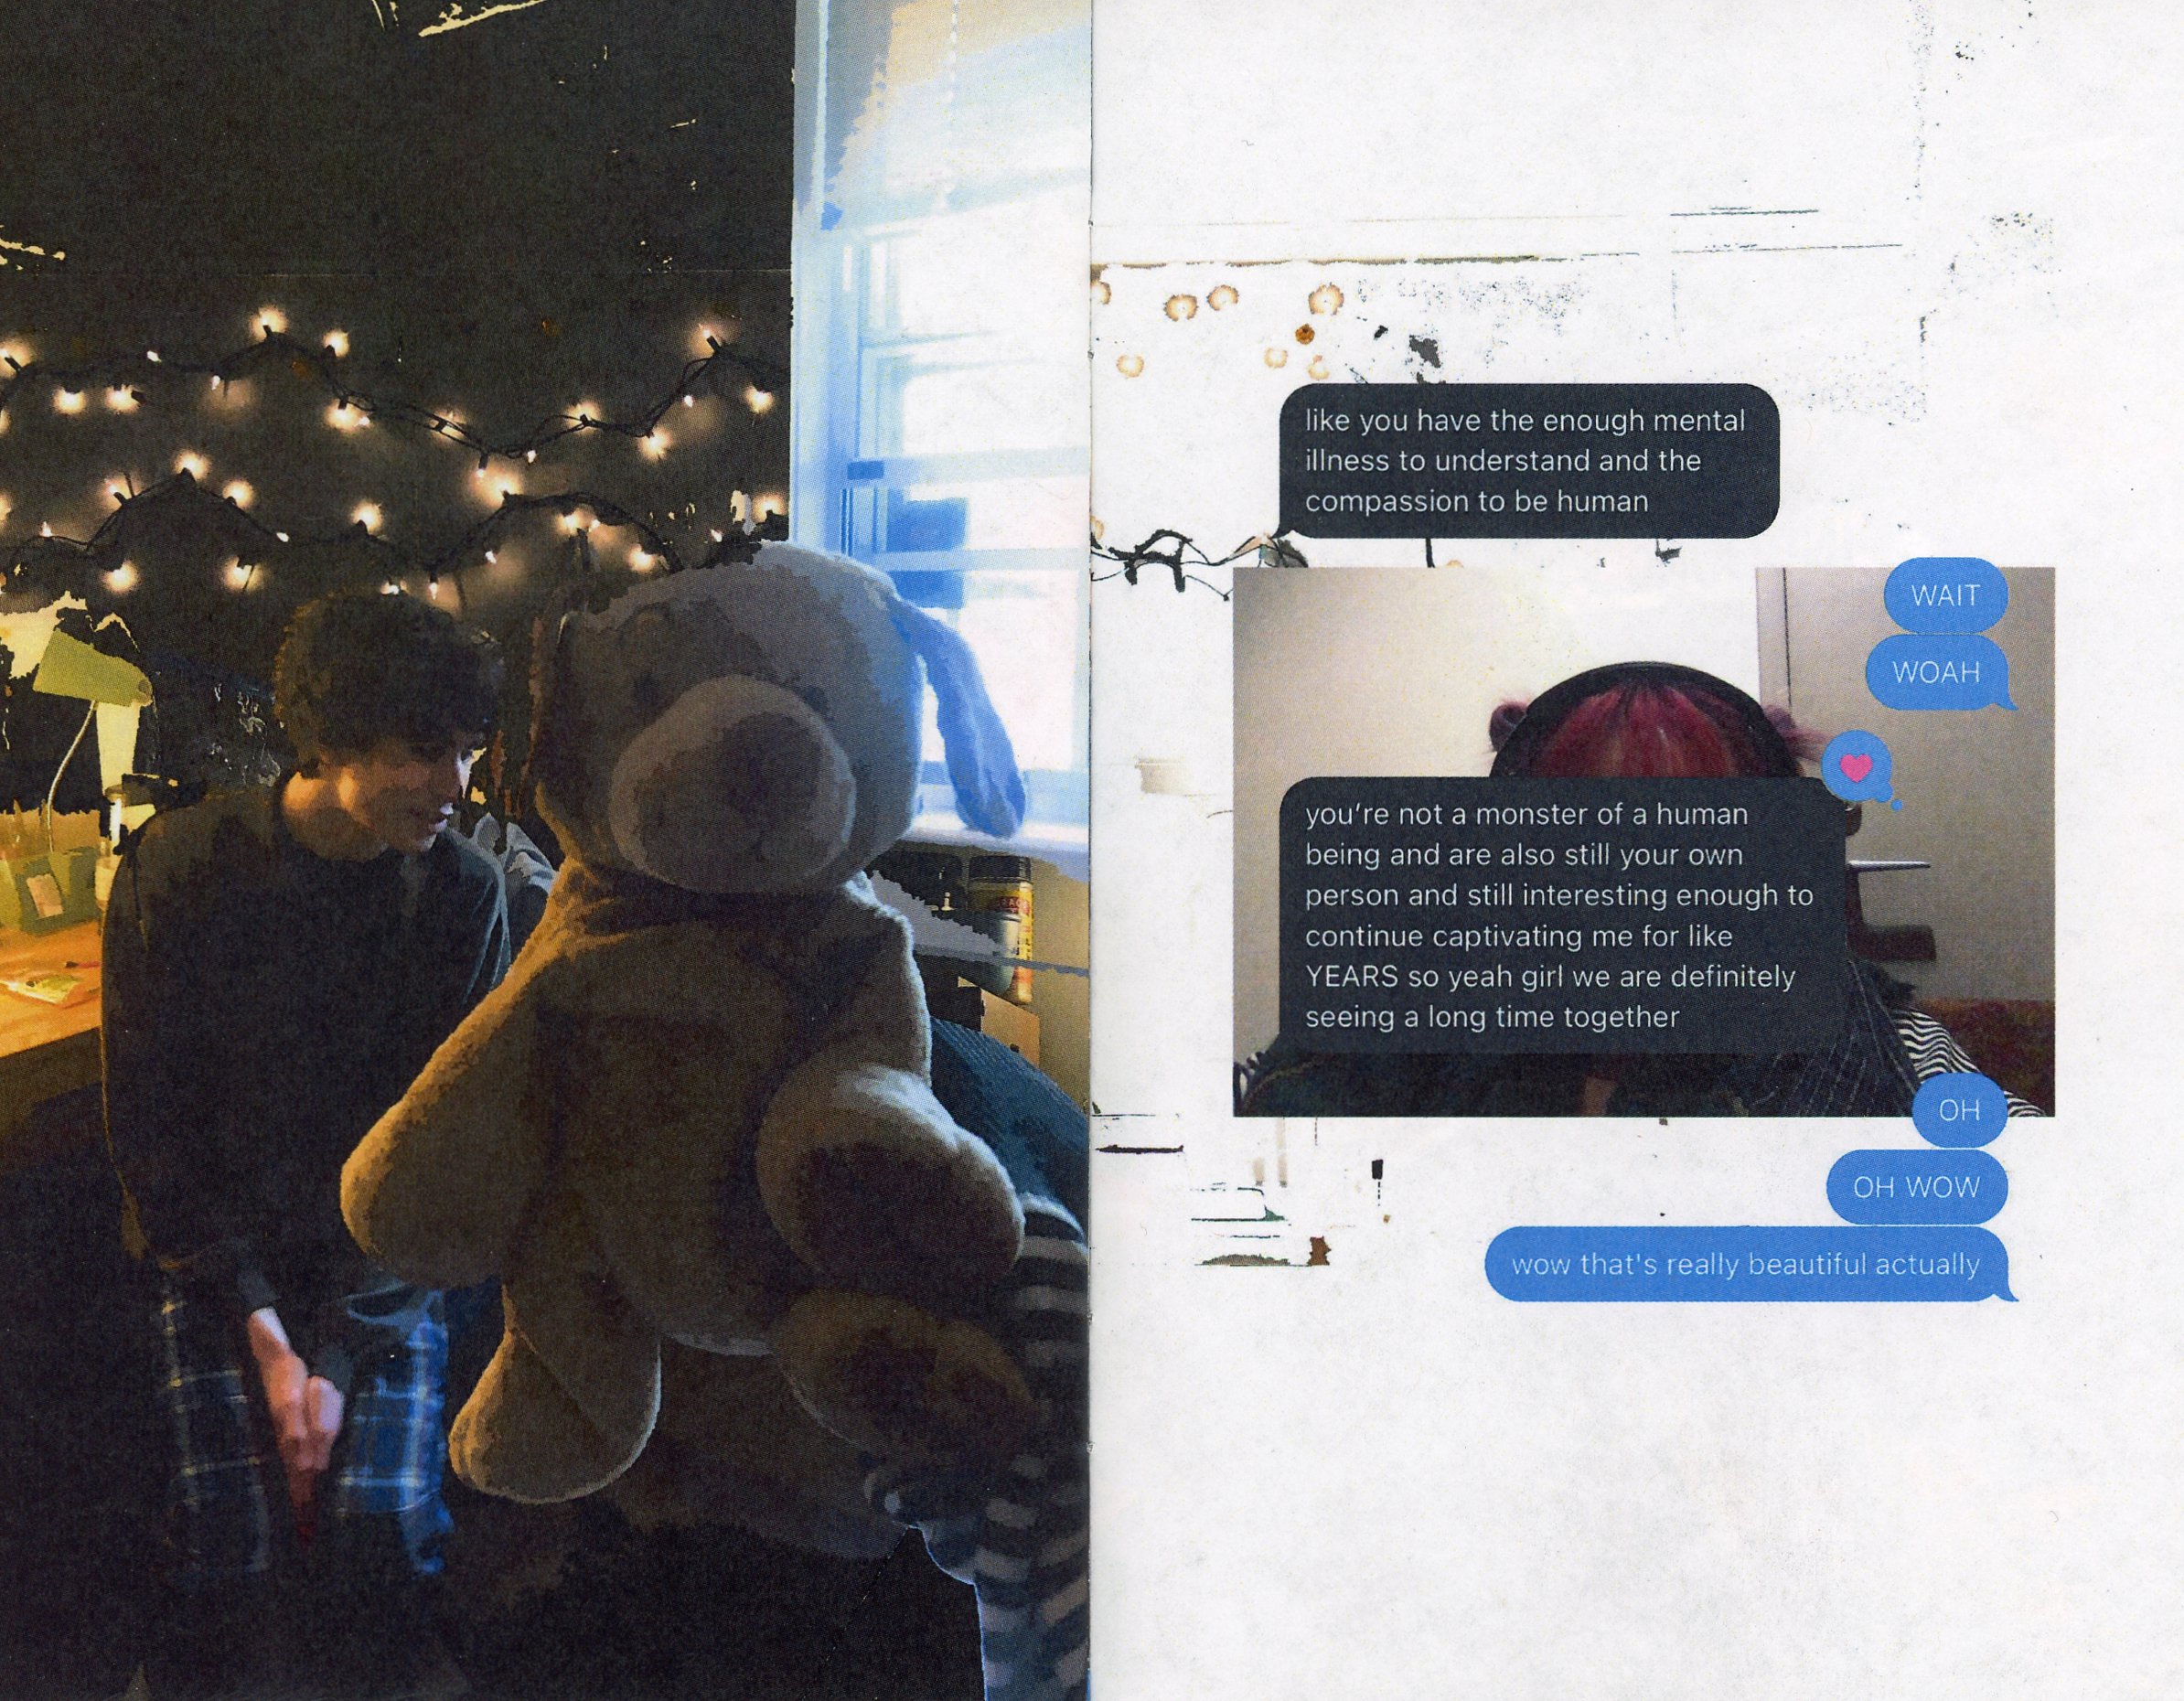 like you have the enough mental
illness to understand and the
compassion to be human
WAIT
WOAH
you're not a monster of a human
being and are also still your own
person and still interesting enough to
continue captivating me for like
YEARS so yeah girl we are definitely
seeing a long time together
OH
OH WOW
wow that's really beautiful actually